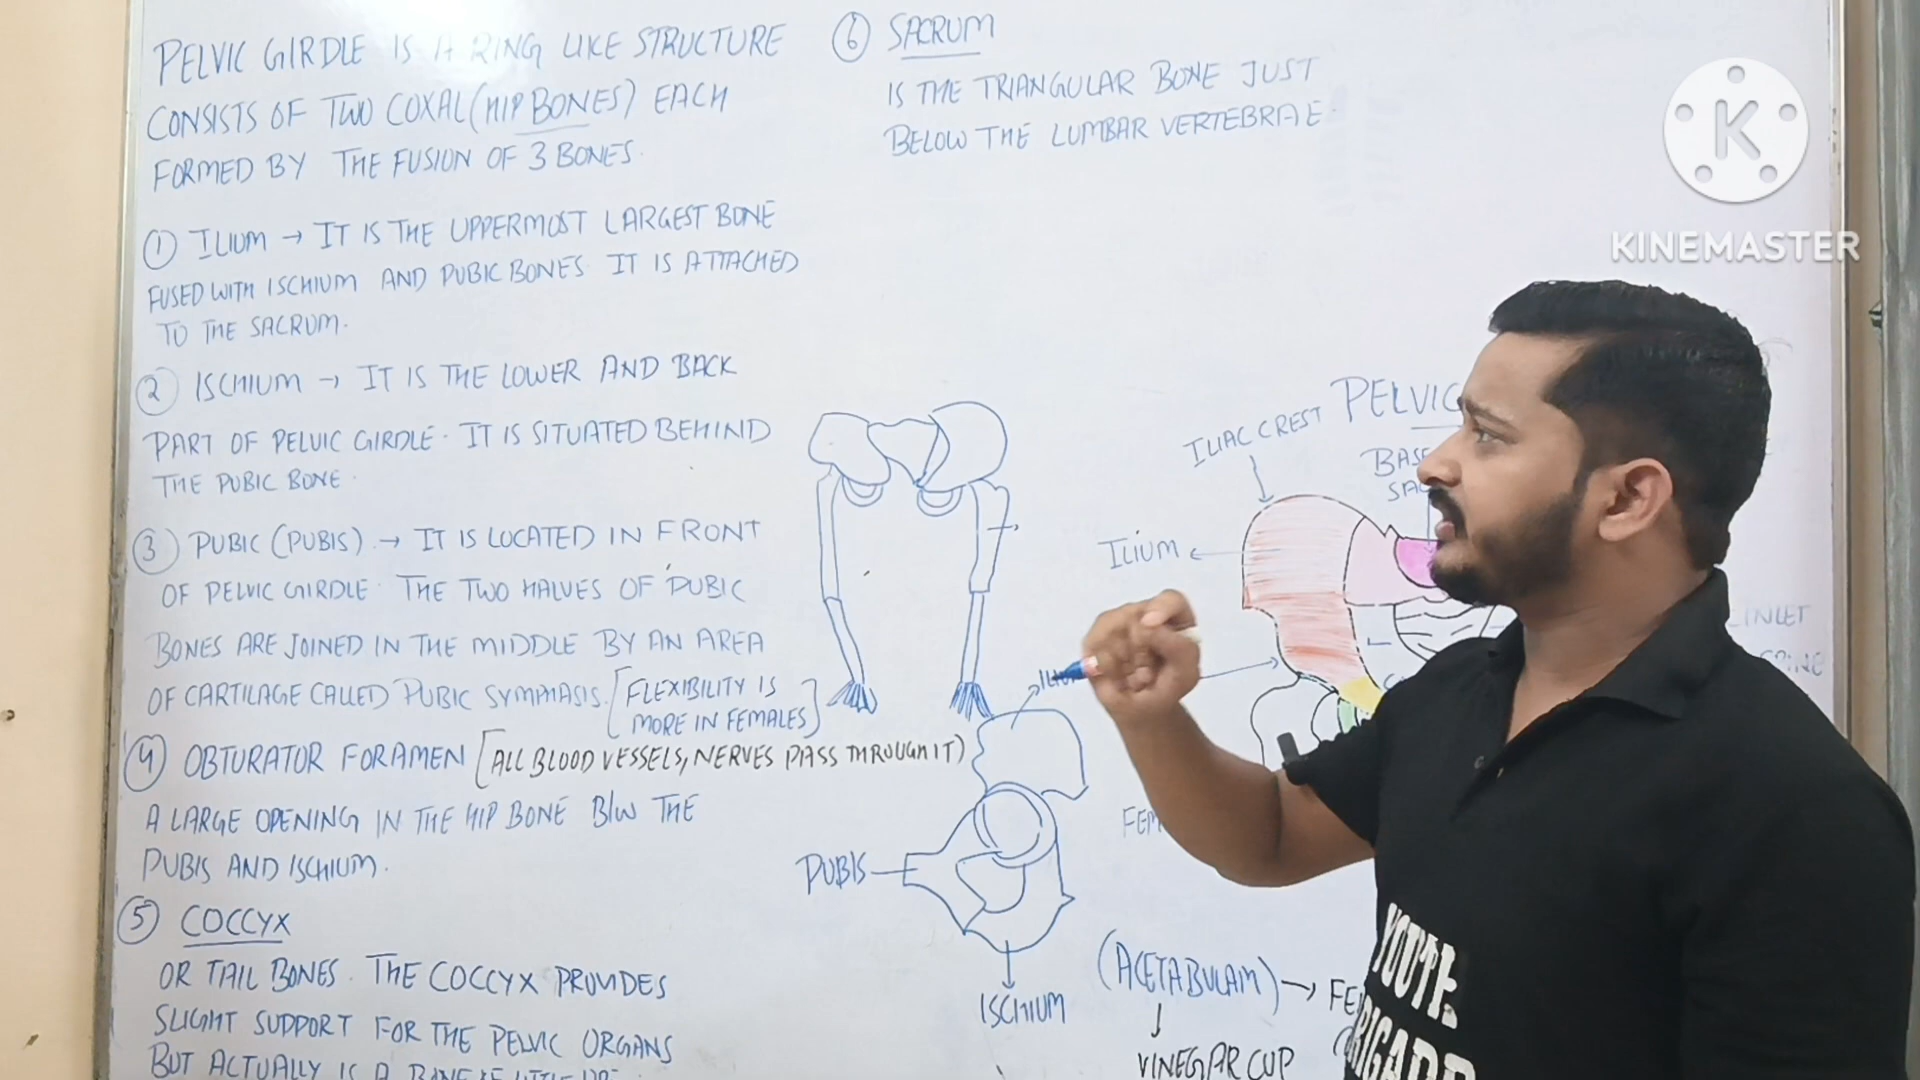 PELVIC GIRDLE IS A RING LIKE STRUCTURE
CONSISTS OF TWO COXAL (HIP BONES) EACH
FORMED BY THE FUSION OF 3 BONES.
1 ILIUM → IT IS THE UPPERMOST LARGEST BONE
FUSED WITH ISCHIUM AND PUBIC BONES. IT IS ATTACHED
TO THE SACRUM.
2 ISCHIUM → IT IS THE LOWER AND BACK
PART OF PELVIC GIRDLE. IT IS SITUATED BEHIND
THE PUBIC BONE.
3 PUBIC (PUBIS) → IT IS LOCATED IN FRONT
OF PELVIC GIRDLE. THE TWO HALVES OF PUBIC
BONES ARE JOINED IN THE MIDDLE BY AN AREA
OF CARTILAGE CALLED PUBIC SYMPHASIS. [FLEXIBILITY IS
MORE IN FEMALES]
4 OBTURATOR FORAMEN [ALL BLOOD VESSELS, NERVES PASS THROUGH IT)
A LARGE OPENING IN THE HIP BONE B/W THE
PUBIS AND ISCHIUM.
5 COCCYX
OR TAIL BONES. THE COCCYX PROVIDES
SLIGHT SUPPORT FOR THE PELVIC ORGANS
BUT ACTUALLY IS A BONE OF LITTLE
6 SACRUM
IS THE TRIANGULAR BONE JUST
BELOW THE LUMBAR VERTEBRAE.
K
KINEMASTER
PELVIC
ILIAC CREST
BASE
ILIUM
INLET
SPINE
PUBIS
ISCHIUM
(ACETABULAM) →
VINEGAR CUP
YOUTH
BRIGADE